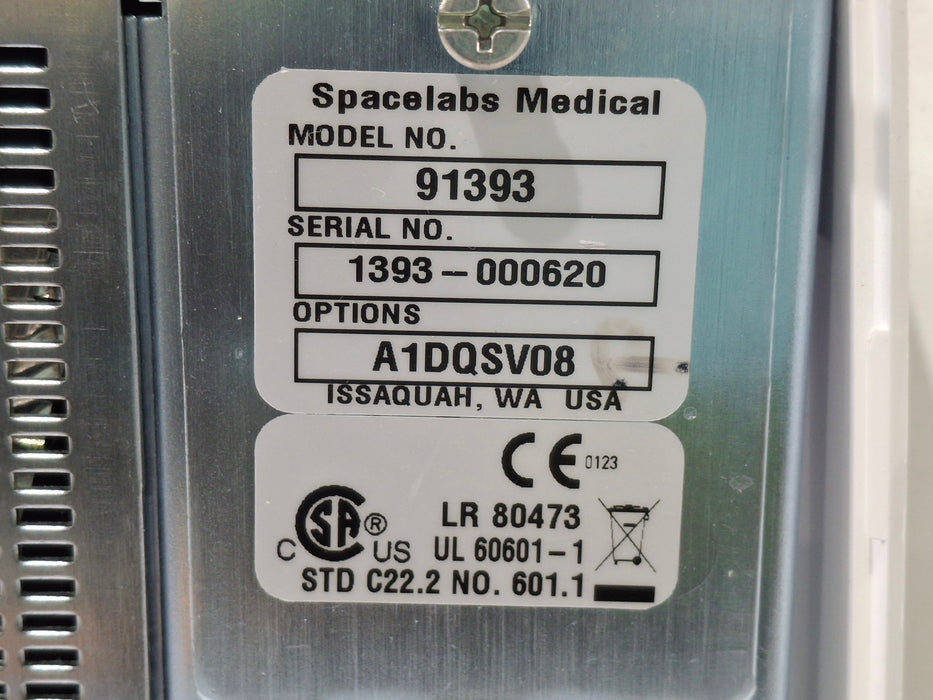 Spacelabs Medical
MODEL NO.
91393
SERIAL NO.
1393-000620
OPTIONS
A1DQSV08
ISSAQUAH, WA USA
CE 0123
LR 80473
C SA ® C US UL 60601-1
STD C22.2 NO. 601.1